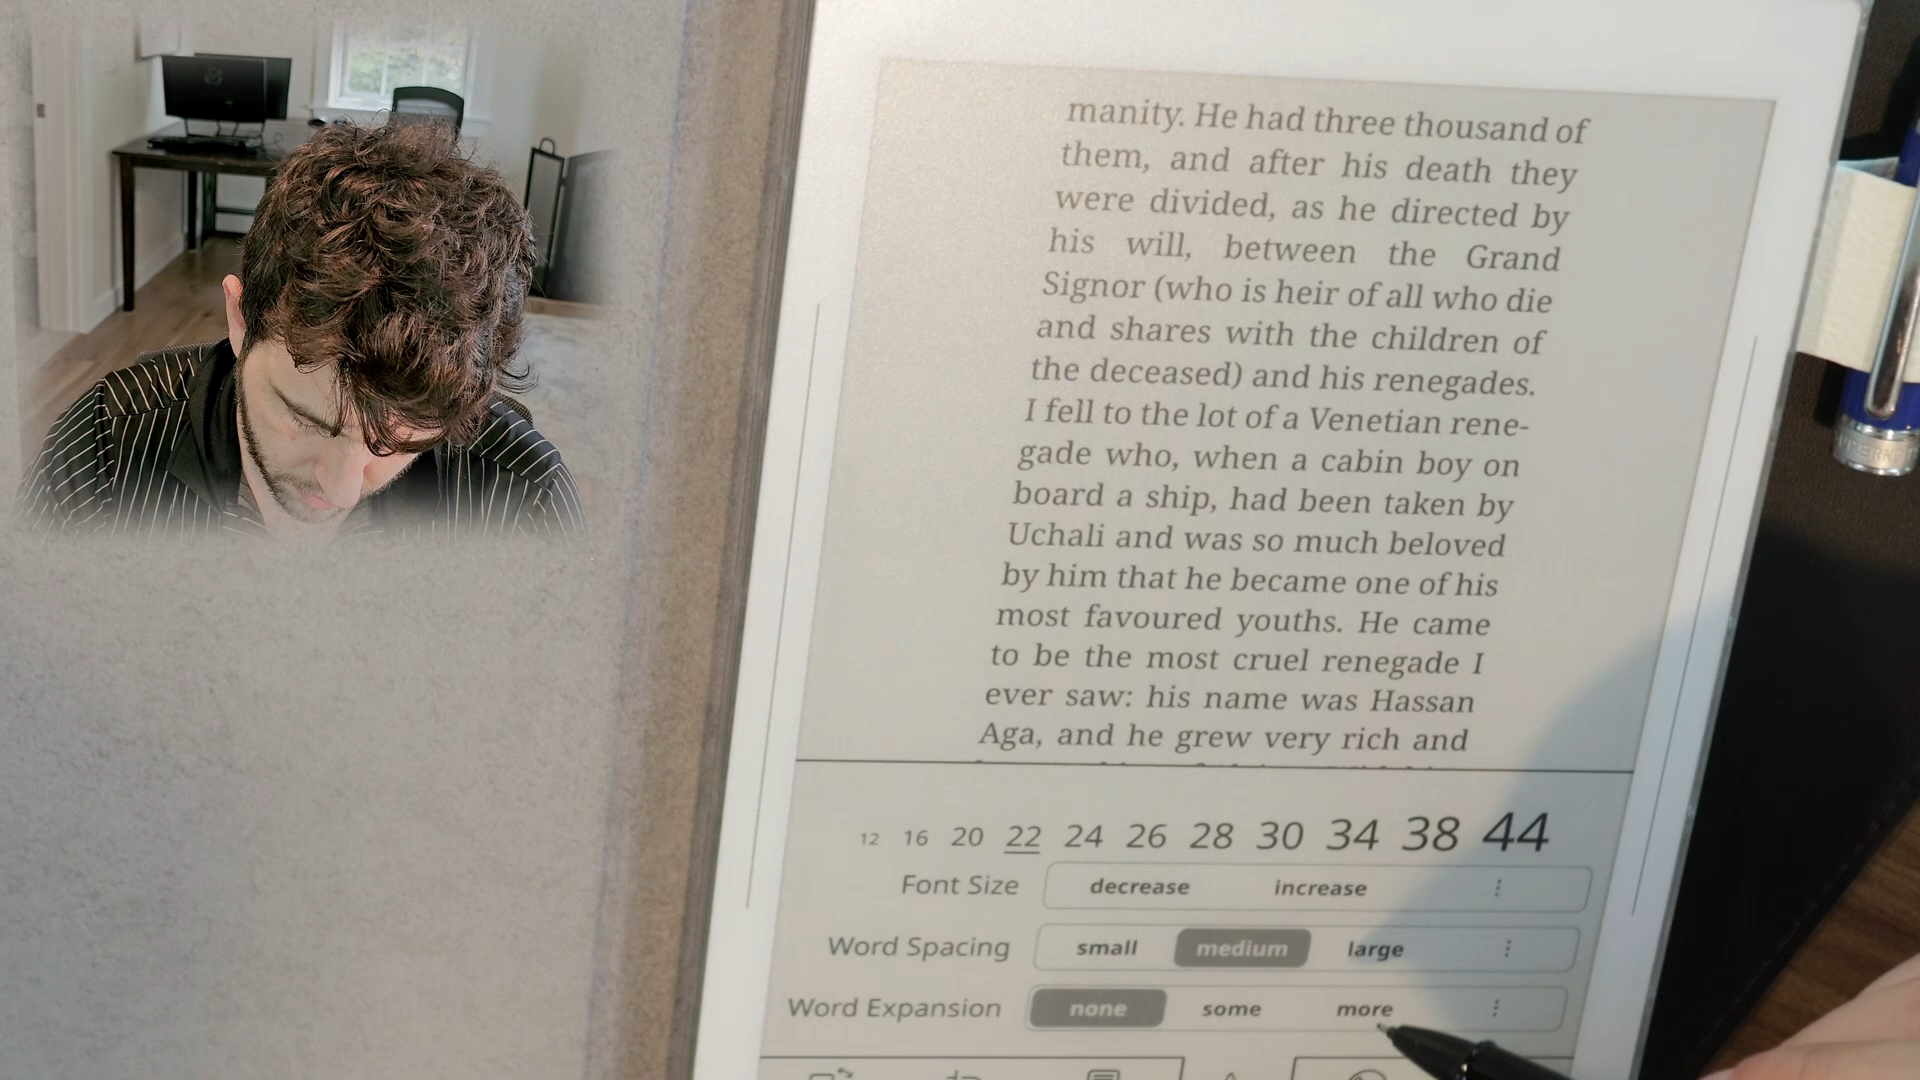 manity. He had three thousand of
them, and after his death they
were divided, as he directed by
his will, between the Grand
Signor (who is heir of all who die
and shares with the children of
the deceased) and his renegades.
I fell to the lot of a Venetian rene-
gade who, when a cabin boy on
board a ship, had been taken by
Uchali and was so much beloved
by him that he became one of his
most favoured youths. He came
to be the most cruel renegade I
ever saw: his name was Hassan
Aga, and he grew very rich and
12 16 20 22 24 26 28 30 34 38 44
Font Size decrease increase
Word Spacing small medium large
Word Expansion none some more